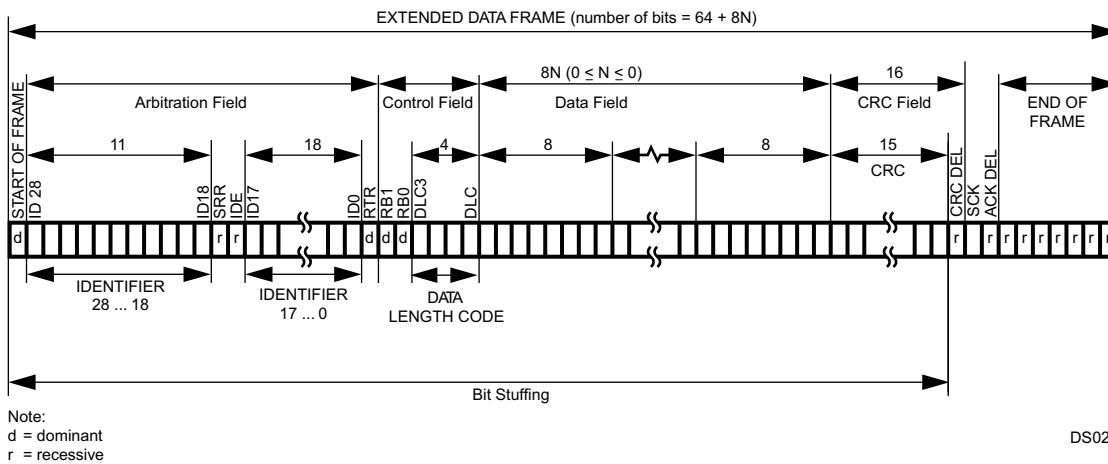 EXTENDED DATA FRAME (number of bits = 64 + 8N)
8N (0 ≤ N ≤ 0)
16
Arbitration Field
Control Field
Data Field
CRC Field
END OF
FRAME
11
18
4
8
8
15
CRC
START OF FRAME
ID 28
ID18
SRR
IDE
ID17
ID0
RTR
RB1
RB0
DLC3
DLC
CRC DEL
SCK
ACK DEL
d r r d d d r r r r r r r r r
IDENTIFIER
28 ... 18
IDENTIFIER
17 ... 0
DATA
LENGTH CODE
Bit Stuffing
Note:
d = dominant
r = recessive
DS02